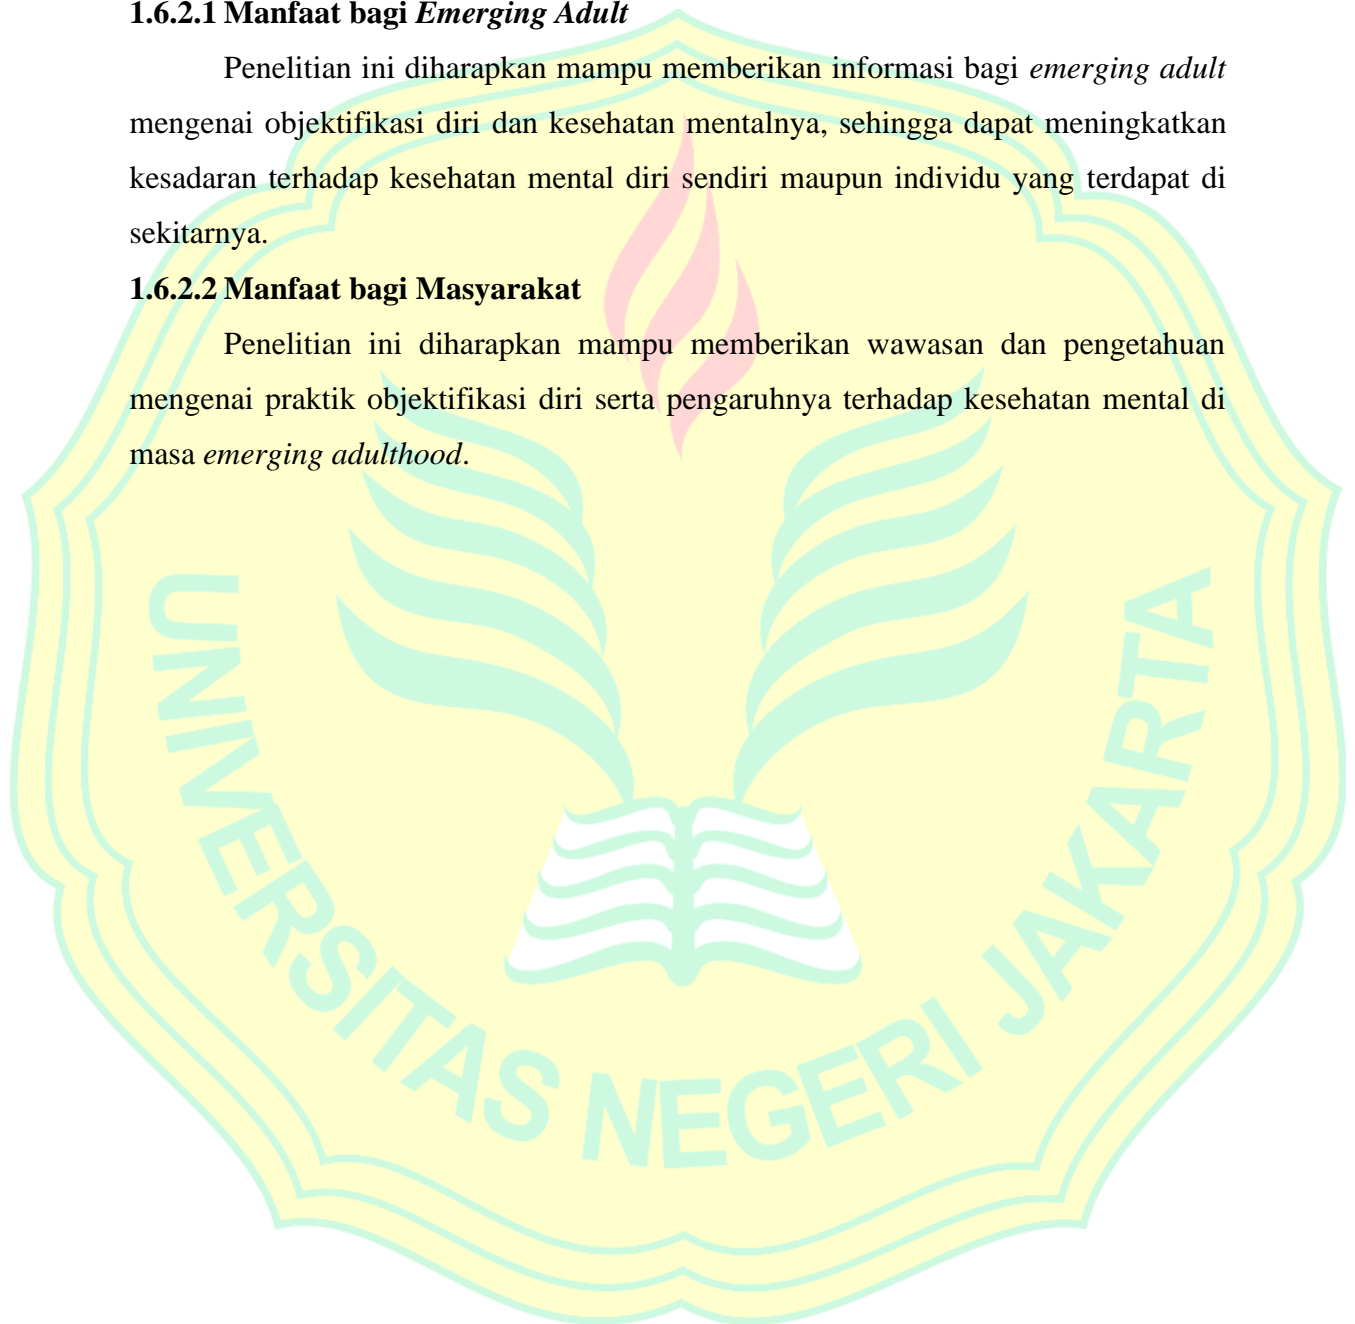 1.6.2.1 Manfaat bagi Emerging Adult
Penelitian ini diharapkan mampu memberikan informasi bagi emerging adult
mengenai objektifikasi diri dan kesehatan mentalnya, sehingga dapat meningkatkan
kesadaran terhadap kesehatan mental diri sendiri maupun individu yang terdapat di
sekitarnya.
1.6.2.2 Manfaat bagi Masyarakat
Penelitian ini diharapkan mampu memberikan wawasan dan pengetahuan
mengenai praktik objektifikasi diri serta pengaruhnya terhadap kesehatan mental di
masa emerging adulthood.
UNIVERSITAS NEGERI JAKARTA